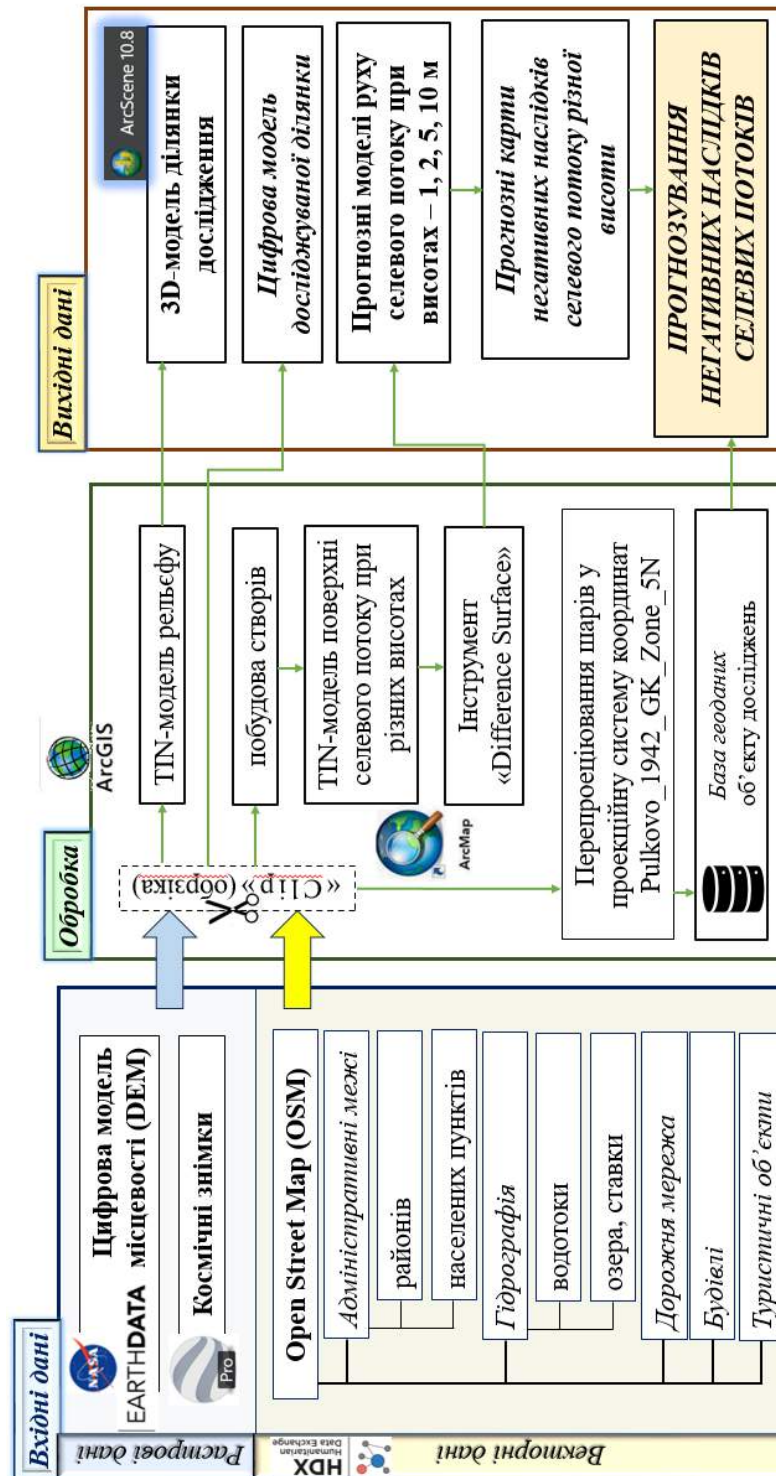 Вхідні дані
Растрові дані
NASA
EARTHDATA
Цифрова модель
місцевості (DEM)
Pro
Космічні знімки
Векторні дані
HDX
Humanitarian
Data Exchange
Open Street Map (OSM)
Адміністративні межі
районів
населених пунктів
Гідрографія
водотоки
озера, ставки
Дорожня мережа
Будівлі
Туристичні об’єкти
Обробка
ArcGIS
« Clip» (обрзіка)
TIN-модель рельєфу
побудова створів
TIN-модель поверхні
селевого потоку при
різних висотах
ArcMap
Інструмент
«Difference Surface»
Перепроеціювання шарів у
проекційну систему координат
Pulkovo_1942_GK_Zone_5N
База геоданих
об’єкту досліджень
Вихідні дані
ArcScene 10.8
3D-модель ділянки
дослідження
Цифрова модель
досліджуваної ділянки
Прогнозні моделі руху
селевого потоку при
висотах – 1, 2, 5, 10 м
Прогнозні карти
негативних наслідків
селевого потоку різної
висоти
ПРОГНОЗУВАННЯ
НЕГАТИВНИХ НАСЛІДКІВ
СЕЛЕВИХ ПОТОКІВ